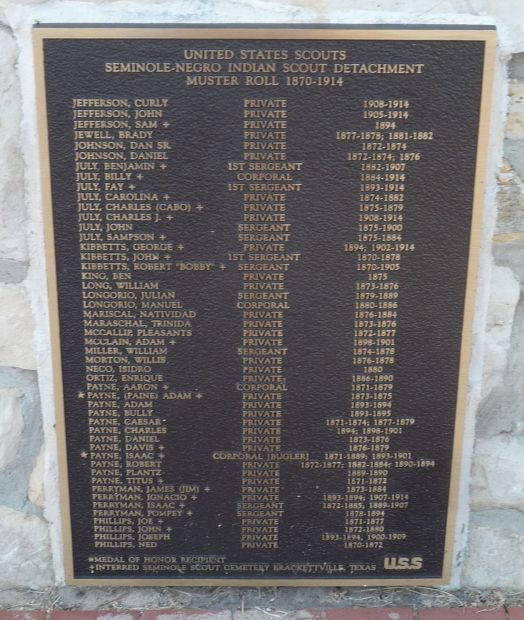 UNITED STATES SCOUTS
SEMINOLE-NEGRO INDIAN SCOUT DETACHMENT
MUSTER ROLL 1870-1914
JEFFERSON, CURLY PRIVATE 1908-1914
JEFFERSON, JOHN PRIVATE 1905-1914
JEFFERSON, SAM + PRIVATE 1894
JEWELL, BRADY PRIVATE 1877-1878; 1881-1882
JOHNSON, DAN SR PRIVATE 1872-1874
JOHNSON, DANIEL PRIVATE 1872-1874; 1876
JULY, BENJAMIN + 1ST SERGEANT 1882-1907
JULY, BILLY + CORPORAL 1884-1914
JULY, FAY + 1ST SERGEANT 1893-1914
JULY, CAROLINA + PRIVATE 1874-1882
JULY, CHARLES (CABO) + PRIVATE 1875-1879
JULY, CHARLES J. + PRIVATE 1908-1914
JULY, JOHN SERGEANT 1875-1900
JULY, SAMPSON + SERGEANT 1875-1884
KIBBETTS, GEORGE + PRIVATE 1894; 1902-1914
KIBBETTS, JOHN + 1ST SERGEANT 1870-1878
KIBBETTS, ROBERT "BOBBY" + SERGEANT 1870-1905
KING, BEN PRIVATE 1875
LONG, WILLIAM PRIVATE 1873-1876
LONGORIO, JULIAN SERGEANT 1879-1889
LONGORIO, MANUEL CORPORAL 1880-1886
MARISCAL, NATIVIDAD PRIVATE 1876-1884
MARASCHAL, TRINIDA PRIVATE 1873-1876
MCCALLIP, PLEASANTS PRIVATE 1872-1877
MCCLAIN, ADAM + PRIVATE 1898-1901
MILLER, WILLIAM SERGEANT 1874-1878
MORTON, WILLIS PRIVATE 1876-1878
NECO, ISIDRO PRIVATE 1880
ORTIZ, ENRIQUE PRIVATE 1886-1890
PAYNE, AARON + CORPORAL 1871-1879
*PAYNE, (PAINE) ADAM + PRIVATE 1873-1875
PAYNE, ADAM PRIVATE 1893-1894
PAYNE, BULLY PRIVATE 1893-1895
PAYNE, CAESAR+ PRIVATE 1871-1874; 1877-1879
PAYNE, CHARLES PRIVATE 1894; 1898-1901
PAYNE, DANIEL PRIVATE 1873-1876
PAYNE, DAVIS + PRIVATE 1876-1879
*PAYNE, ISAAC + CORPORAL [BUGLER] 1871-1889; 1893-1901
PAYNE, ROBERT PRIVATE 1872-1877; 1882-1884; 1890-1894
PAYNE, PLANTZ PRIVATE 1889-1890
PAYNE, TITUS + PRIVATE 1871-1872
PERRYMAN, JAMES (JIM) + PRIVATE 1873-1884
PERRYMAN, IGNACIO + PRIVATE 1893-1894; 1907-1914
PERRYMAN, ISAAC + SERGEANT 1872-1885; 1889-1907
PERRYMAN, POMPEY + SERGEANT 1878-1894
PHILLIPS, JOE + PRIVATE 1871-1877
PHILLIPS, JOHN + PRIVATE 1872-1880
PHILLIPS, JOSEPH PRIVATE 1893-1894, 1900-1909
PHILLIPS, NED PRIVATE 1870-1872
*MEDAL OF HONOR RECIPIENT
+INTERRED SEMINOLE SCOUT CEMETERY BRACKETTVILLE, TEXAS U.S.S